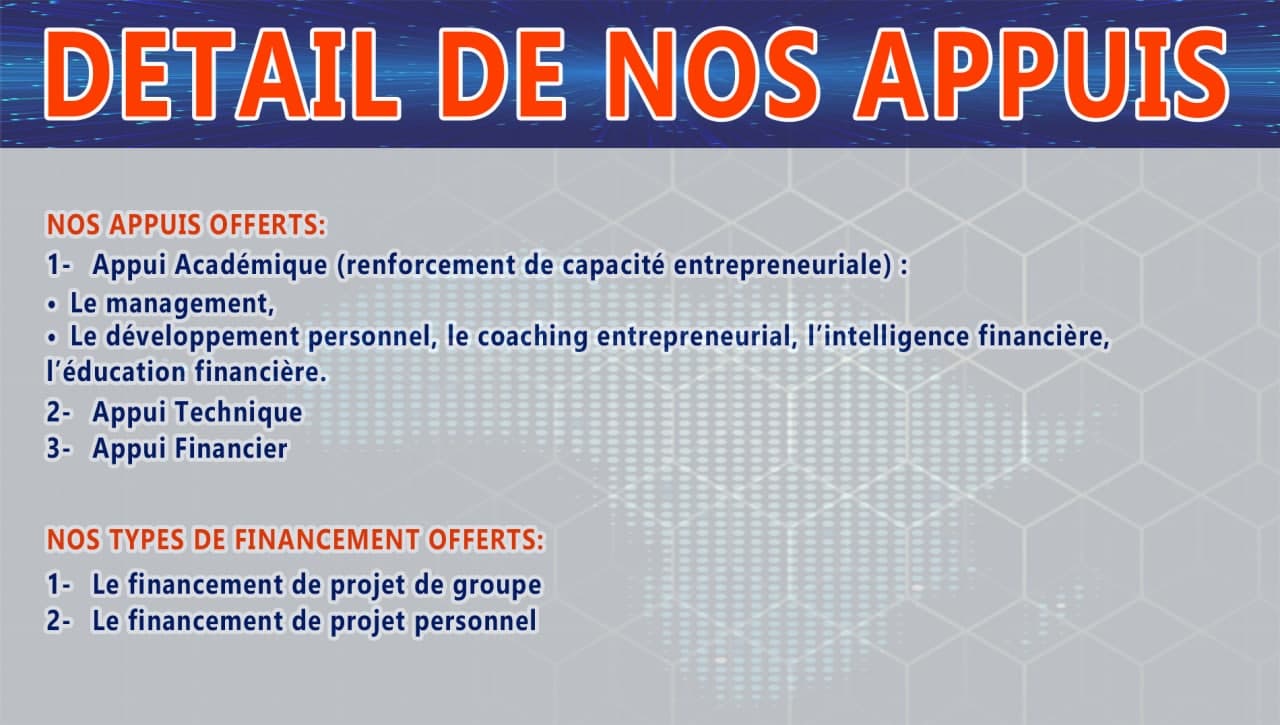 DETAIL DE NOS APPUIS
NOS APPUIS OFFERTS:
1- Appui Académique (renforcement de capacité entrepreneuriale) :
• Le management,
• Le développement personnel, le coaching entrepreneurial, l’intelligence financière,
l’éducation financière.
2- Appui Technique
3- Appui Financier
NOS TYPES DE FINANCEMENT OFFERTS:
1- Le financement de projet de groupe
2- Le financement de projet personnel